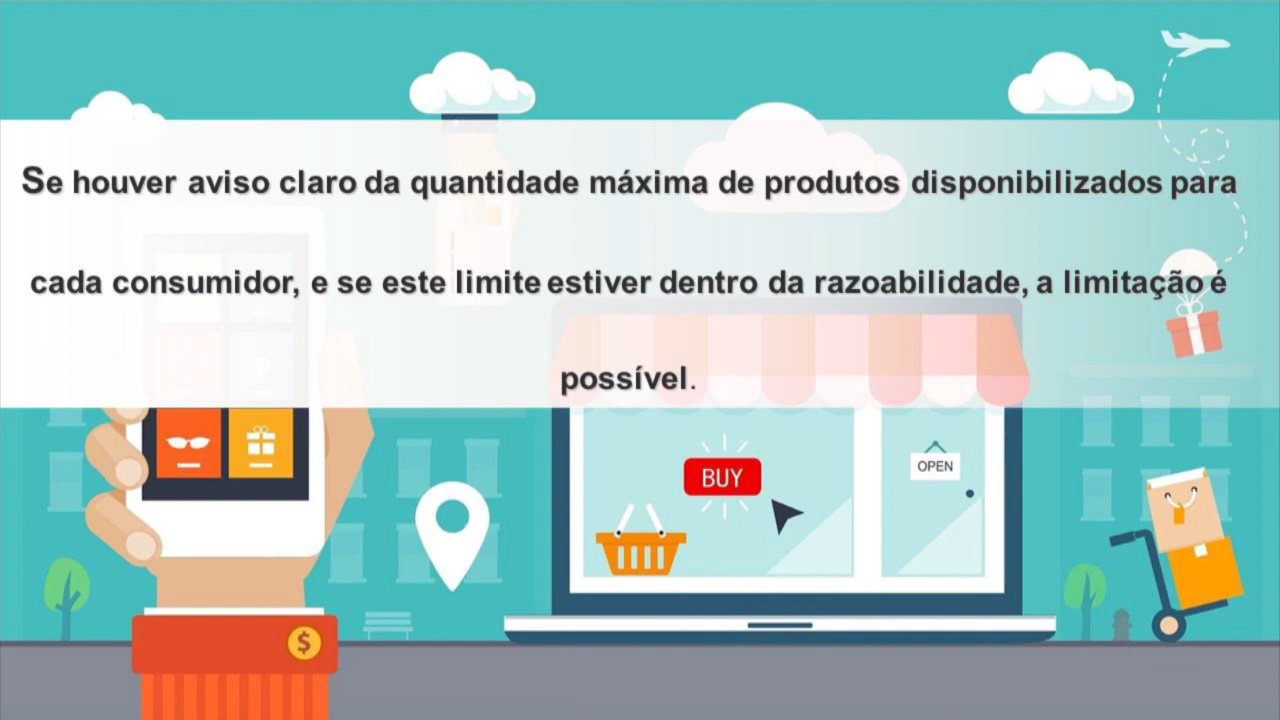 Se houver aviso claro da quantidade máxima de produtos disponibilizados para
cada consumidor, e se este limite estiver dentro da razoabilidade, a limitação é
possível.
BUY
OPEN
$